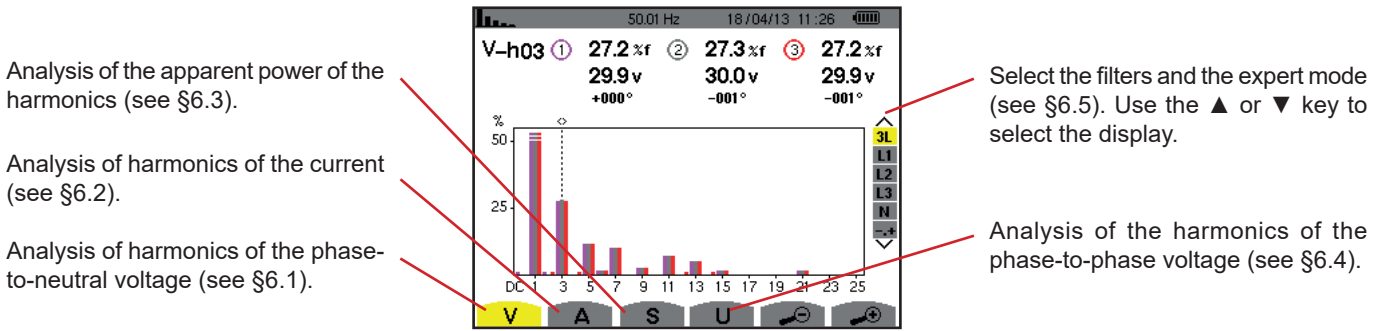 50.01 Hz 18/04/13 11:26
V-h03 1 27.2 %f 2 27.3 %f 3 27.2 %f
29.9 v 30.0 v 29.9 v
+000° -001° -001°
Analysis of the apparent power of the
harmonics (see §6.3).
Analysis of harmonics of the current
(see §6.2).
Analysis of harmonics of the phase-
to-neutral voltage (see §6.1).
%
50
25
DC 1 3 5 7 9 11 13 15 17 19 21 23 25
3L
L1
L2
L3
N
-.+
V A S U
Select the filters and the expert mode
(see §6.5). Use the ▲ or ▼ key to
select the display.
Analysis of the harmonics of the
phase-to-phase voltage (see §6.4).